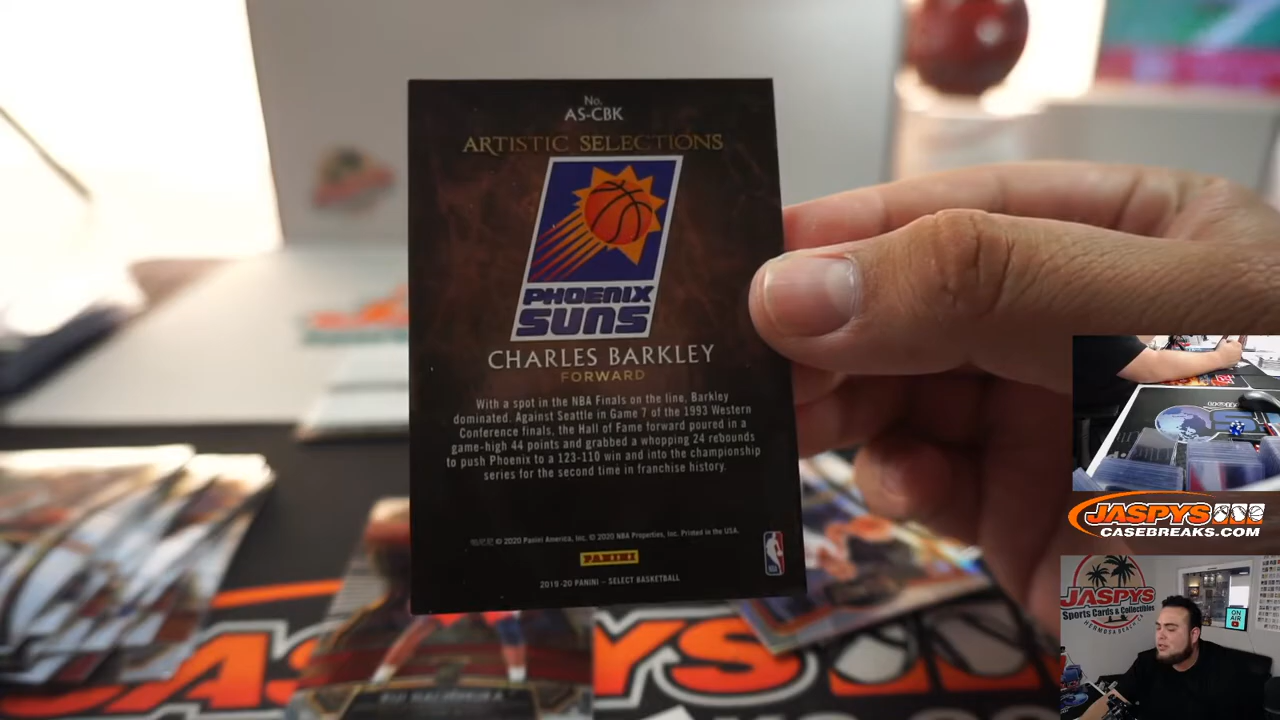 No.
AS-CBK
ARTISTIC SELECTIONS
PHOENIX
SUNS
CHARLES BARKLEY
FORWARD
With a spot in the NBA Finals on the line, Barkley
dominated. Against Seattle in Game 7 of the 1993 Western
Conference finals, the Hall of Fame forward poured in a
game-high 44 points and grabbed a whopping 24 rebounds
to push Phoenix to a 123-110 win and into the championship
series for the second time in franchise history.
© 2020 Panini America, Inc. © 2020 NBA Properties, Inc. Printed in the USA.
PANINI
2019-20 PANINI – SELECT BASKETBALL
JASPYS
CASEBREAKS.COM
JASPYS
Sports Cards & Collectibles
HERMOSA BEACH, CA
ON
AIR
YS